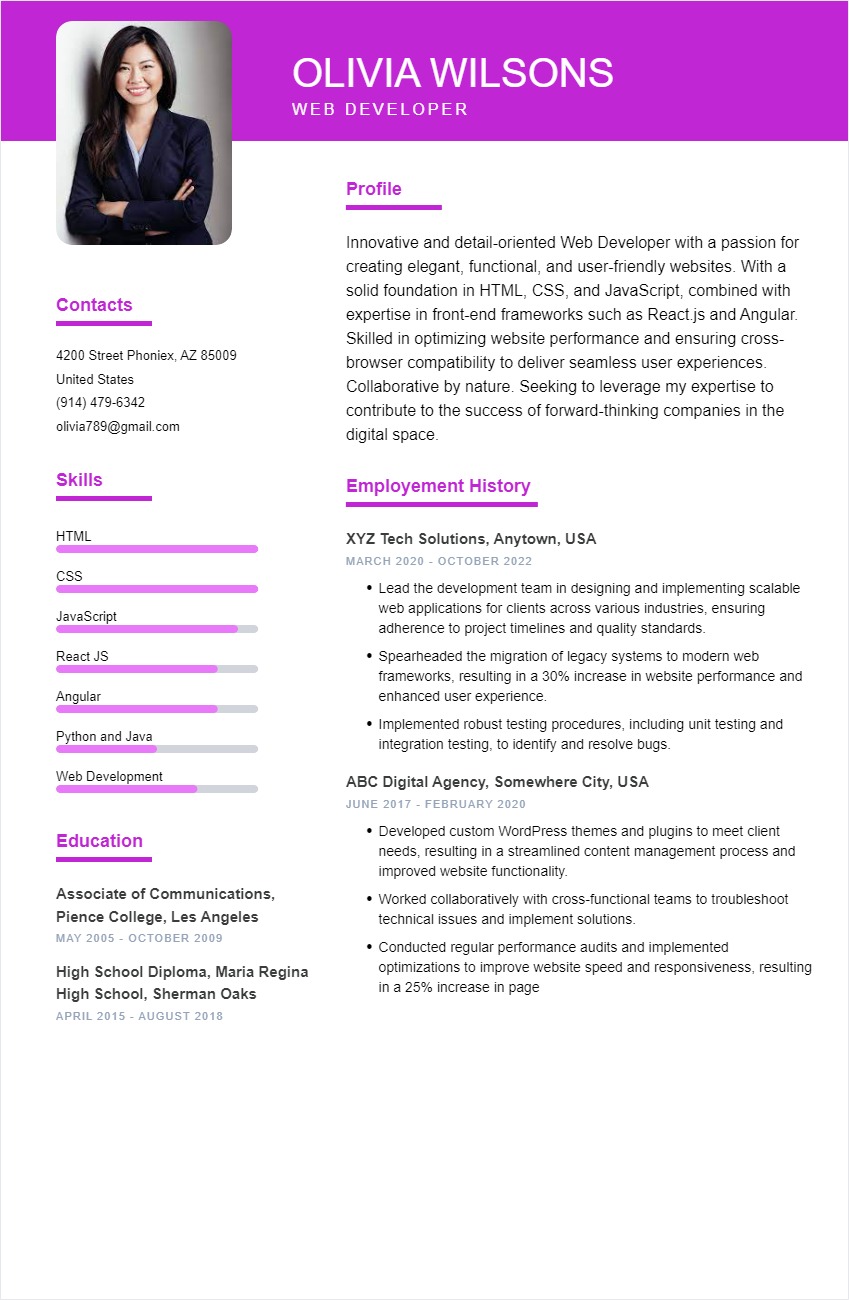 OLIVIA WILSONS
WEB DEVELOPER
Contacts
4200 Street Phoniex, AZ 85009
United States
(914) 479-6342
olivia789@gmail.com
Skills
HTML
CSS
JavaScript
React JS
Angular
Python and Java
Web Development
Education
Associate of Communications,
Pience College, Les Angeles
MAY 2005 - OCTOBER 2009
High School Diploma, Maria Regina
High School, Sherman Oaks
APRIL 2015 - AUGUST 2018
Profile
Innovative and detail-oriented Web Developer with a passion for
creating elegant, functional, and user-friendly websites. With a
solid foundation in HTML, CSS, and JavaScript, combined with
expertise in front-end frameworks such as React.js and Angular.
Skilled in optimizing website performance and ensuring cross-
browser compatibility to deliver seamless user experiences.
Collaborative by nature. Seeking to leverage my expertise to
contribute to the success of forward-thinking companies in the
digital space.
Employement History
XYZ Tech Solutions, Anytown, USA
MARCH 2020 - OCTOBER 2022
• Lead the development team in designing and implementing scalable
web applications for clients across various industries, ensuring
adherence to project timelines and quality standards.
• Spearheaded the migration of legacy systems to modern web
frameworks, resulting in a 30% increase in website performance and
enhanced user experience.
• Implemented robust testing procedures, including unit testing and
integration testing, to identify and resolve bugs.
ABC Digital Agency, Somewhere City, USA
JUNE 2017 - FEBRUARY 2020
• Developed custom WordPress themes and plugins to meet client
needs, resulting in a streamlined content management process and
improved website functionality.
• Worked collaboratively with cross-functional teams to troubleshoot
technical issues and implement solutions.
• Conducted regular performance audits and implemented
optimizations to improve website speed and responsiveness, resulting
in a 25% increase in page